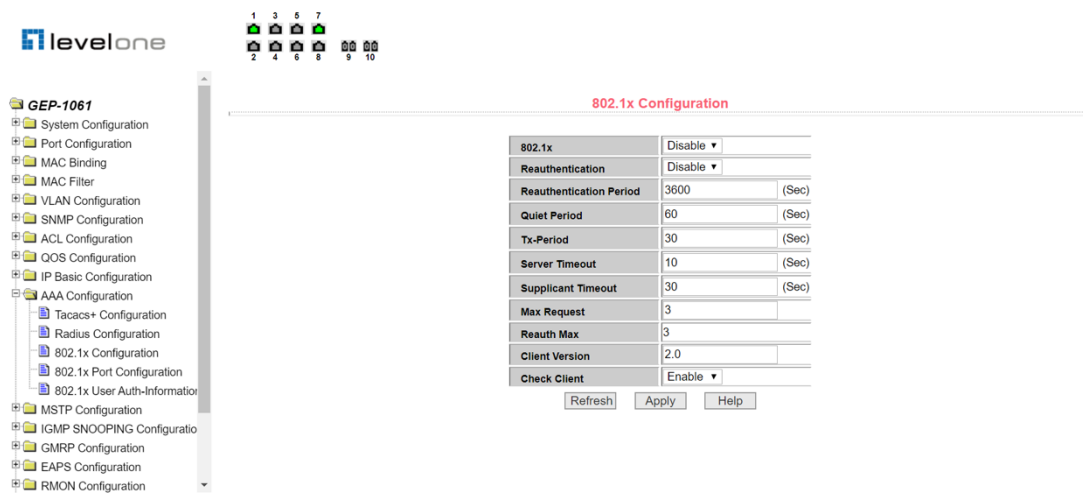 levelone
1 3 5 7
2 4 6 8 9 10
GEP-1061
System Configuration
Port Configuration
MAC Binding
MAC Filter
VLAN Configuration
SNMP Configuration
ACL Configuration
QOS Configuration
IP Basic Configuration
AAA Configuration
Tacacs+ Configuration
Radius Configuration
802.1x Configuration
802.1x Port Configuration
802.1x User Auth-Information
MSTP Configuration
IGMP SNOOPING Configuratio
GMRP Configuration
EAPS Configuration
RMON Configuration
802.1x Configuration
802.1x Disable
Reauthentication Disable
Reauthentication Period 3600 (Sec)
Quiet Period 60 (Sec)
Tx-Period 30 (Sec)
Server Timeout 10 (Sec)
Supplicant Timeout 30 (Sec)
Max Request 3
Reauth Max 3
Client Version 2.0
Check Client Enable
Refresh Apply Help